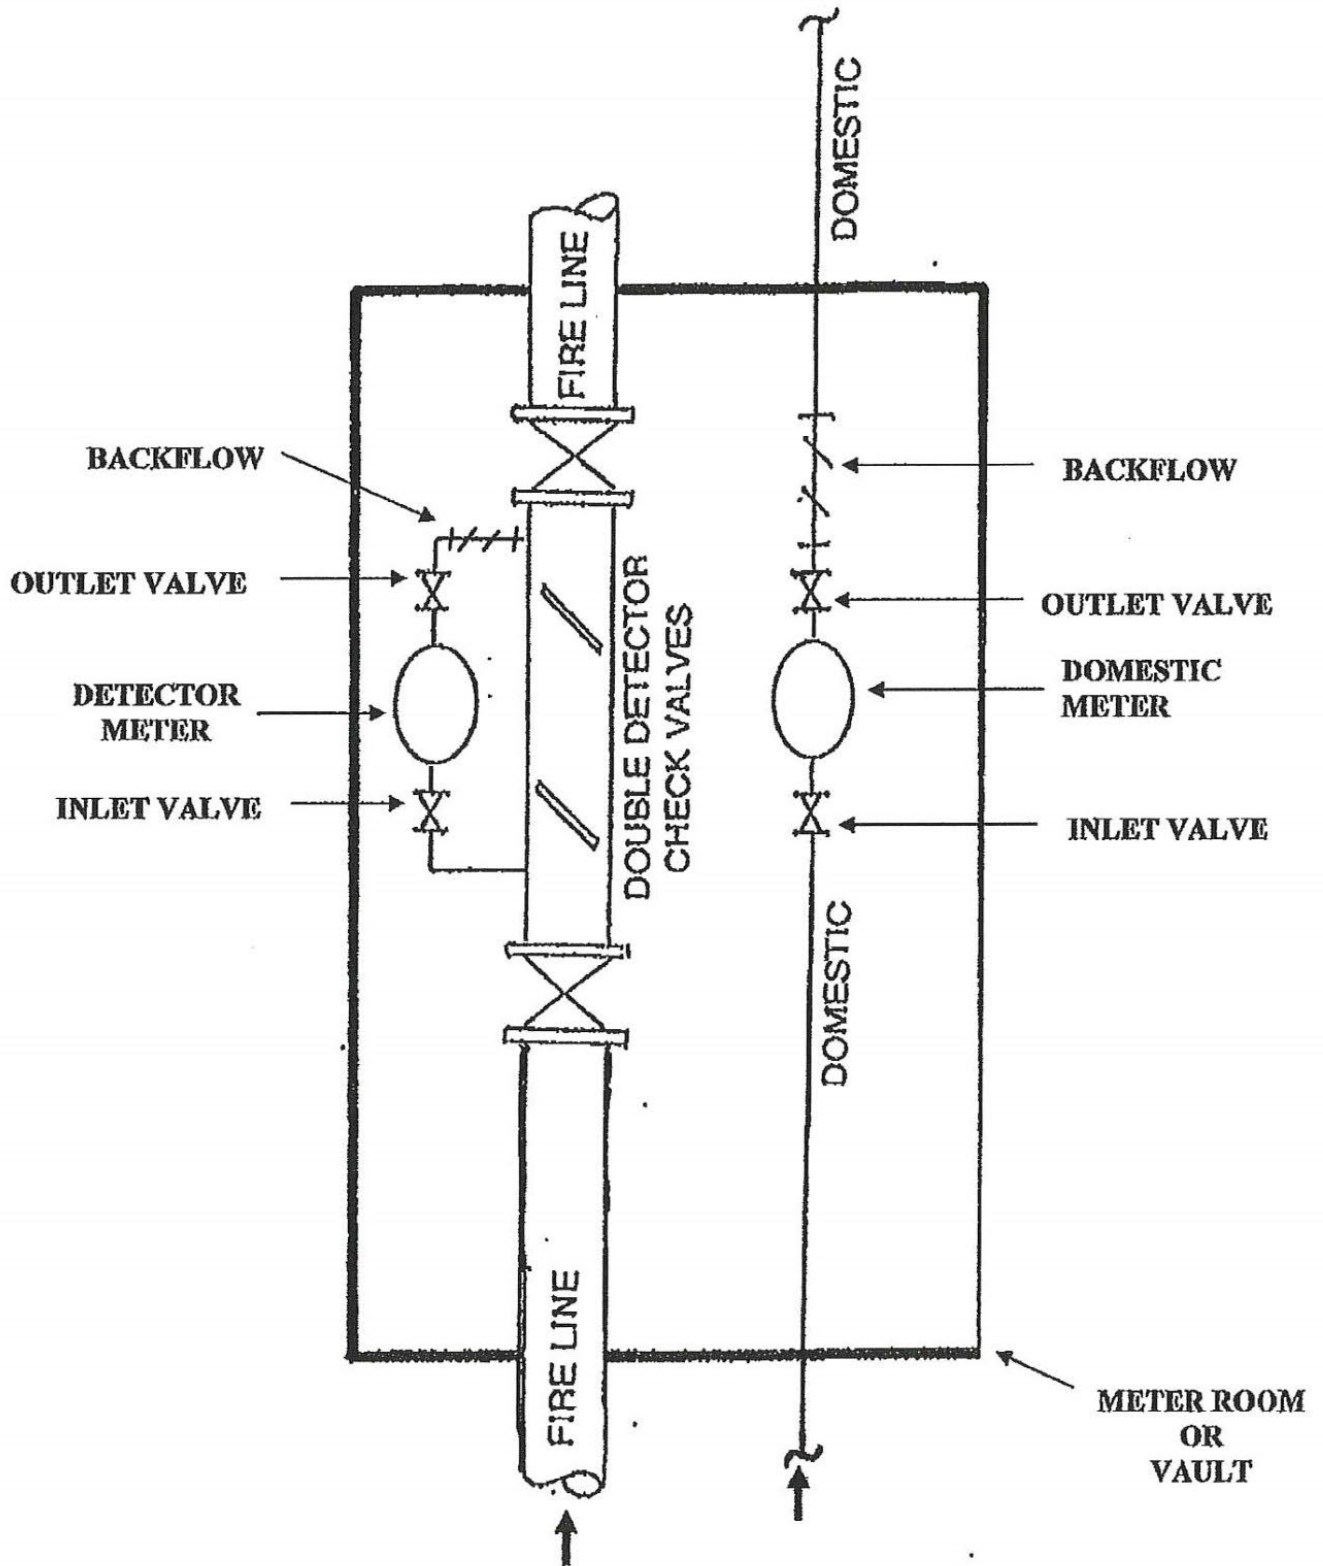 DOMESTIC
FIRE LINE
BACKFLOW
BACKFLOW
OUTLET VALVE
OUTLET VALVE
DOUBLE DETECTOR
CHECK VALVES
DETECTOR
METER
DOMESTIC
METER
INLET VALVE
INLET VALVE
DOMESTIC
FIRE LINE
METER ROOM
OR
VAULT